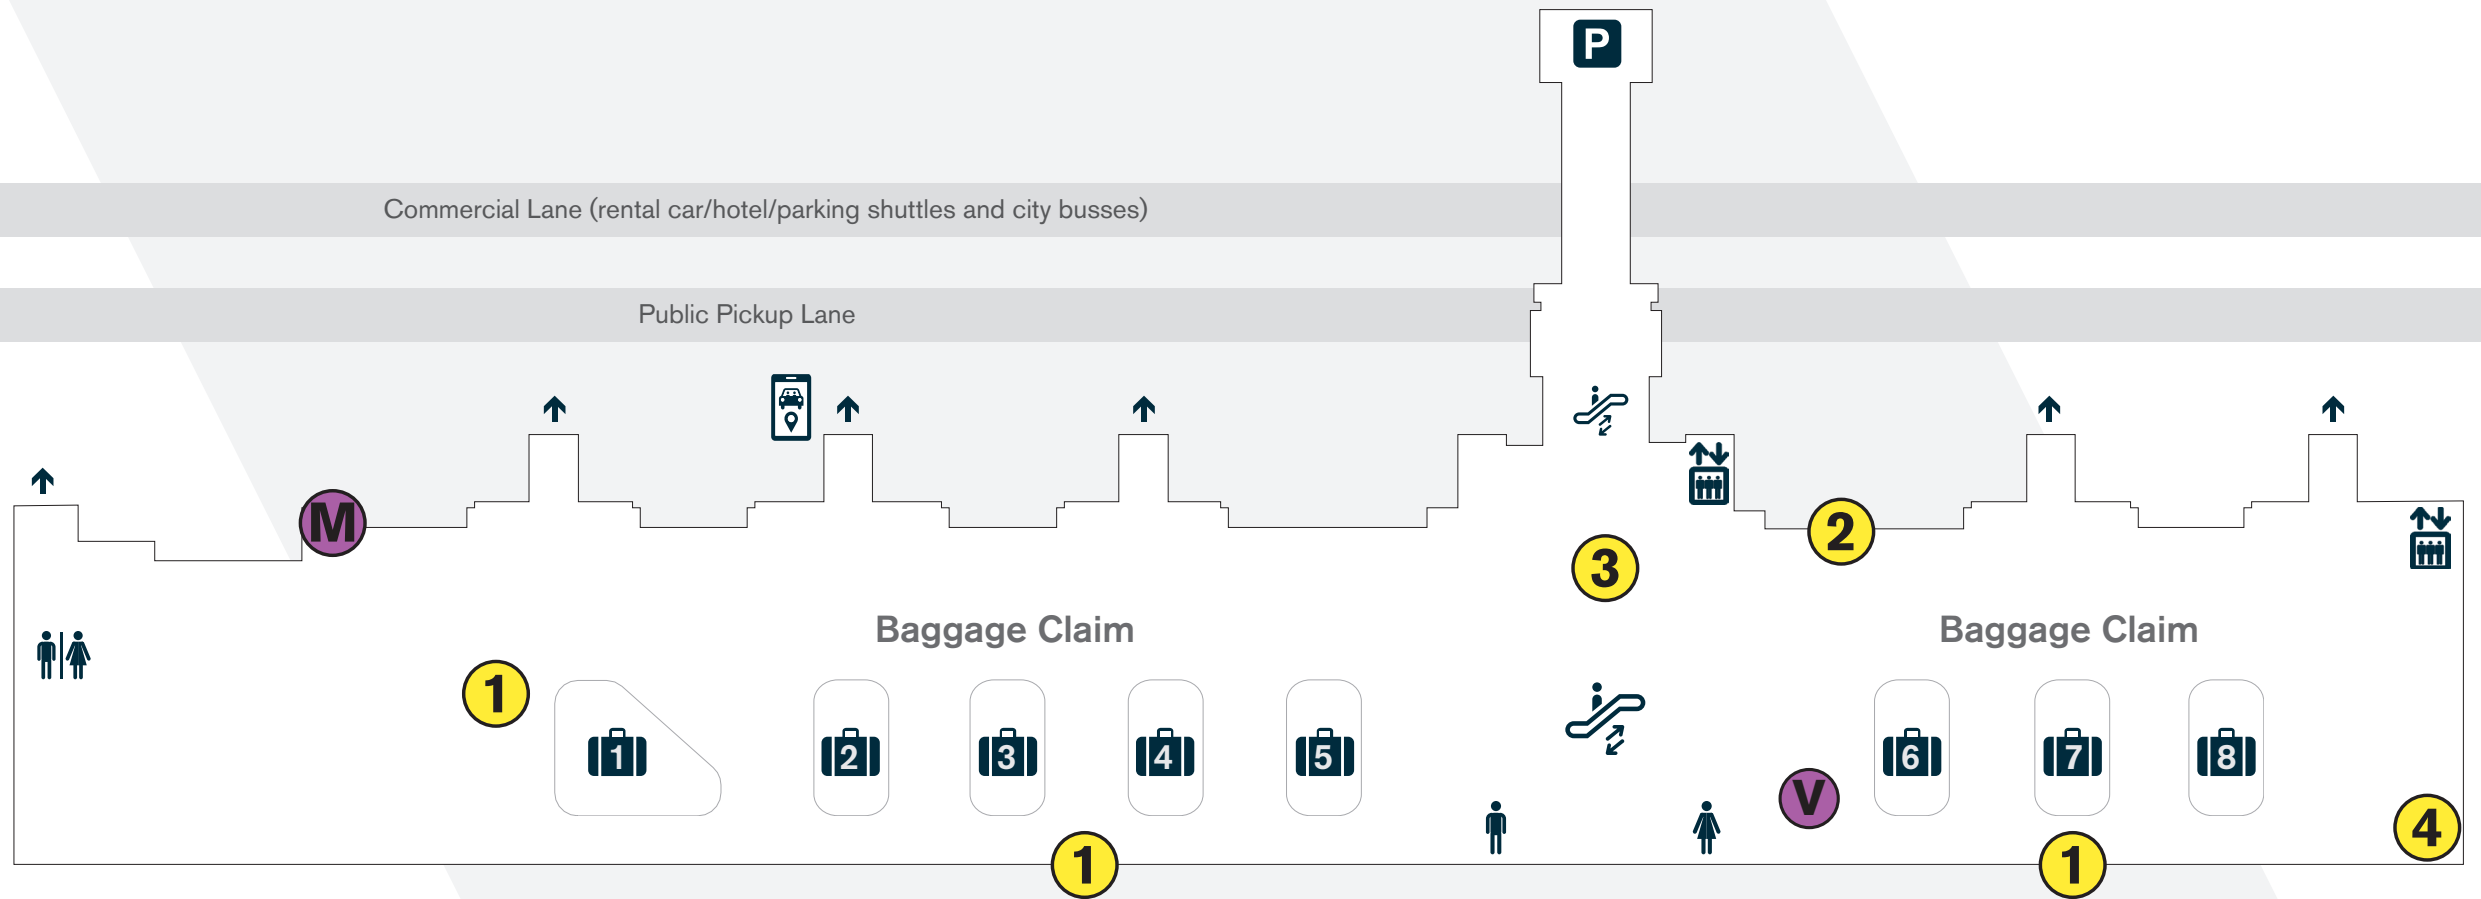 P
Commercial Lane (rental car/hotel/parking shuttles and city busses)
Public Pickup Lane
M
2
3
Baggage Claim
Baggage Claim
1
1
2
3
4
5
6
7
8
V
4
1
1